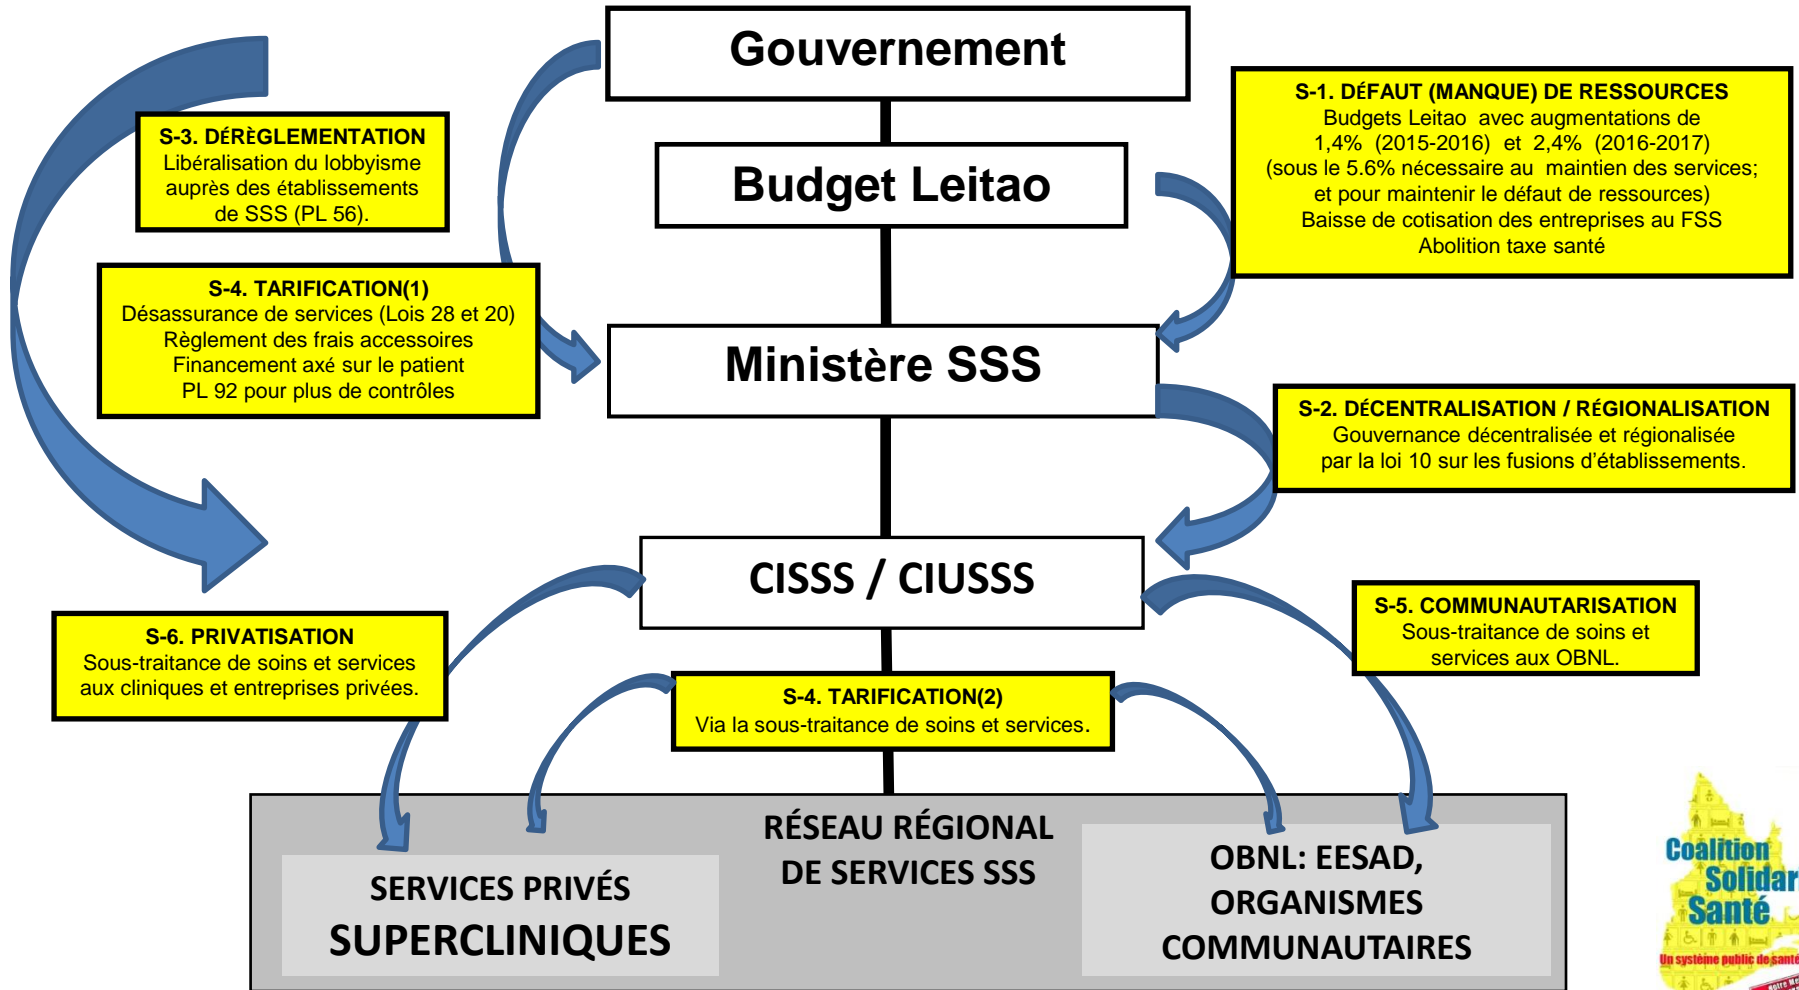 Gouvernement
S-1. DÉFAUT (MANQUE) DE RESSOURCES
Budgets Leitao avec augmentations de
1,4% (2015-2016) et 2,4% (2016-2017)
(sous le 5.6% nécessaire au maintien des services;
et pour maintenir le défaut de ressources)
Baisse de cotisation des entreprises au FSS
Abolition taxe santé
S-3. DÉRÈGLEMENTATION
Libéralisation du lobbyisme
auprès des établissements
de SSS (PL 56).
Budget Leitao
S-4. TARIFICATION(1)
Désassurance de services (Lois 28 et 20)
Règlement des frais accessoires
Financement axé sur le patient
PL 92 pour plus de contrôles
Ministère SSS
S-2. DÉCENTRALISATION / RÉGIONALISATION
Gouvernance décentralisée et régionalisée
par la loi 10 sur les fusions d'établissements.
CISSS / CIUSSS
S-6. PRIVATISATION
Sous-traitance de soins et services
aux cliniques et entreprises privées.
S-5. COMMUNAUTARISATION
Sous-traitance de soins et
services aux OBNL.
S-4. TARIFICATION(2)
Via la sous-traitance de soins et services.
RÉSEAU RÉGIONAL
DE SERVICES SSS
SERVICES PRIVÉS
SUPERCLINIQUES
OBNL: EESAD,
ORGANISMES
COMMUNAUTAIRES
Coalition
Solidar
Santé
Un système public de santé